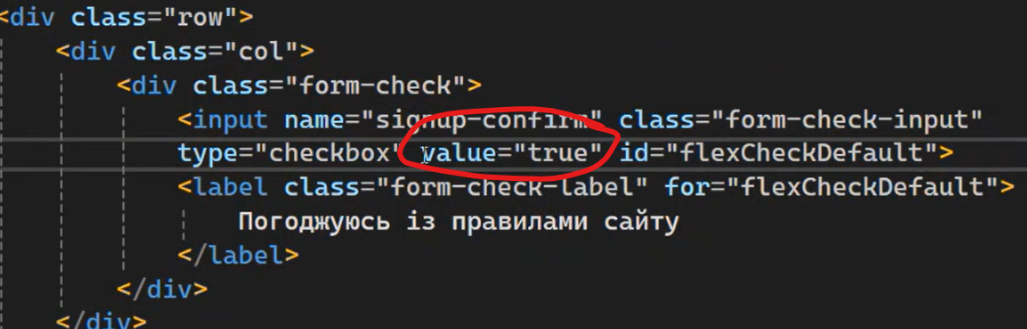 <div class="row">
<div class="col">
<div class="form-check">
<input name="signup-confirm" class="form-check-input"
type="checkbox" value="true" id="flexCheckDefault">
<label class="form-check-label" for="flexCheckDefault">
Погоджуюсь із правилами сайту
</label>
</div>
</div>